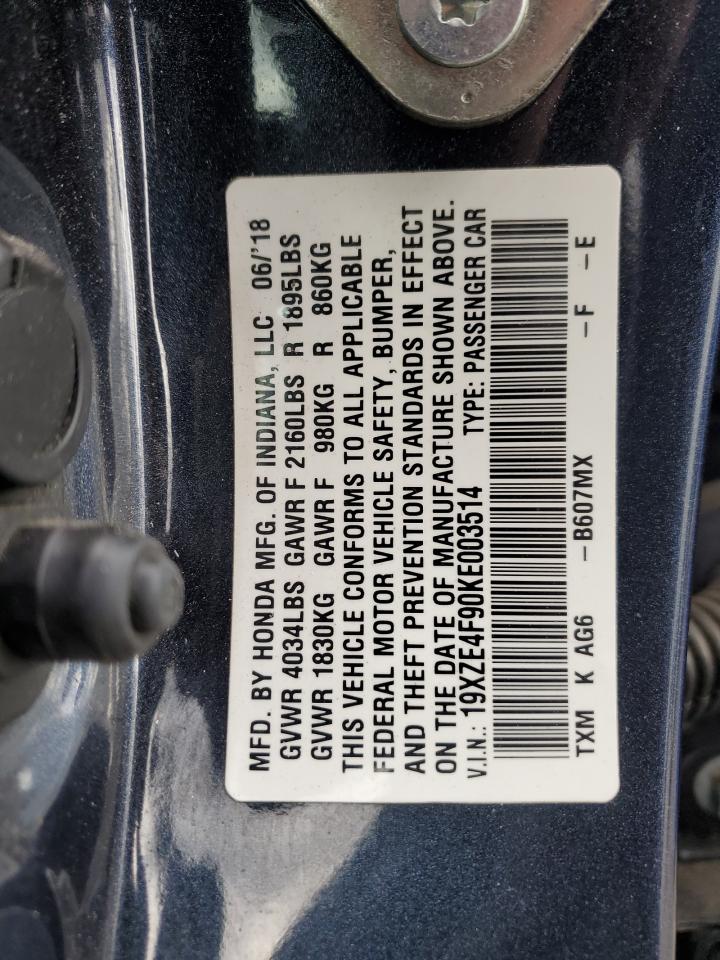 MFD. BY HONDA MFG. OF INDIANA, LLC 06/'18
GVWR 4034LBS GAWR F 2160LBS R 1895LBS
GVWR 1830KG GAWR F 980KG R 860KG
THIS VEHICLE CONFORMS TO ALL APPLICABLE
FEDERAL MOTOR VEHICLE SAFETY, BUMPER,
AND THEFT PREVENTION STANDARDS IN EFFECT
ON THE DATE OF MANUFACTURE SHOWN ABOVE.
V.I.N.: 19XZE4F90KE003514 TYPE: PASSENGER CAR
TXM K AG6 -B607MX -F -E